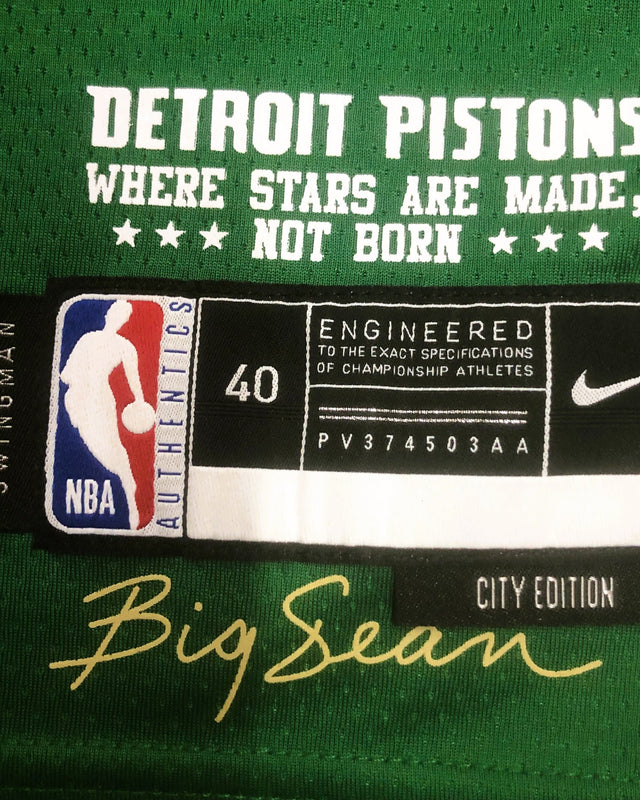 DETROIT PISTONS
WHERE STARS ARE MADE,
NOT BORN
SWINGMAN
NBA
AUTHENTICS
40
ENGINEERED
TO THE EXACT SPECIFICATIONS
OF CHAMPIONSHIP ATHLETES
PV374503AA
CITY EDITION
Big Sean